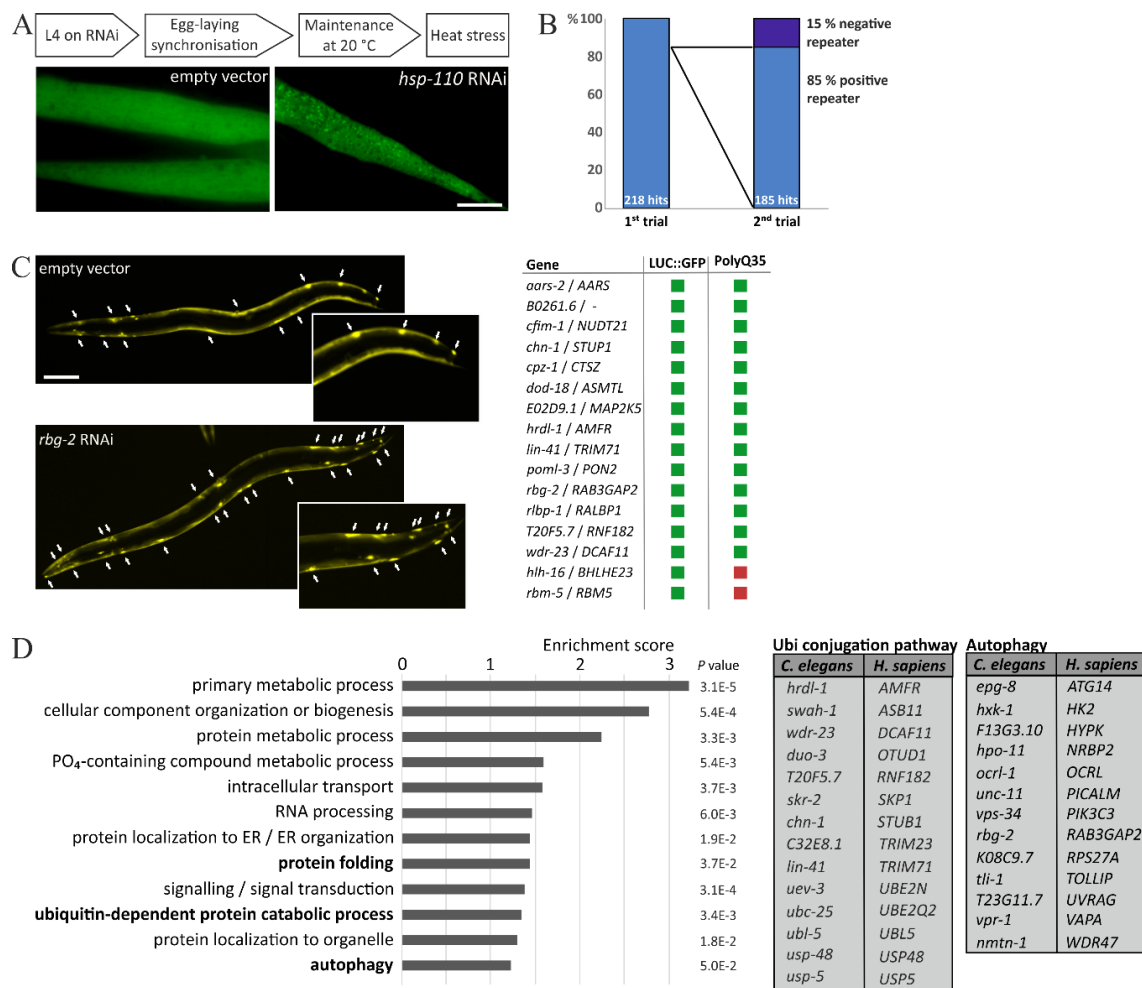 A
L4 on RNAi
Egg-laying synchronisation
Maintenance at 20 °C
Heat stress
empty vector
hsp-110 RNAi
B
% 100
80
60
40
20
0
218 hits
185 hits
1st trial
2nd trial
15 % negative repeater
85 % positive repeater
C
empty vector
rbg-2 RNAi
Gene LUC::GFP PolyQ35
aars-2 / AARS
B0261.6 / -
cfim-1 / NUDT21
chn-1 / STUP1
cpz-1 / CTSZ
dod-18 / ASMTL
E02D9.1 / MAP2K5
hrdl-1 / AMFR
lin-41 / TRIM71
poml-3 / PON2
rbg-2 / RAB3GAP2
rlbp-1 / RALBP1
T20F5.7 / RNF182
wdr-23 / DCAF11
hlh-16 / BHLHE23
rbm-5 / RBM5
D
Enrichment score
0 1 2 3 P value
primary metabolic process 3.1E-5
cellular component organization or biogenesis 5.4E-4
protein metabolic process 3.3E-3
PO₄-containing compound metabolic process 5.4E-3
intracellular transport 3.7E-3
RNA processing 6.0E-3
protein localization to ER / ER organization 1.9E-2
protein folding 3.7E-2
signalling / signal transduction 3.1E-4
ubiquitin-dependent protein catabolic process 3.4E-3
protein localization to organelle 1.8E-2
autophagy 5.0E-2
Ubi conjugation pathway
C. elegans H. sapiens
hrdl-1 AMFR
swah-1 ASB11
wdr-23 DCAF11
duo-3 OTUD1
T20F5.7 RNF182
skr-2 SKP1
chn-1 STUB1
C32E8.1 TRIM23
lin-41 TRIM71
uev-3 UBE2N
ubc-25 UBE2Q2
ubl-5 UBL5
usp-48 USP48
usp-5 USP5
Autophagy
C. elegans H. sapiens
epg-8 ATG14
hxk-1 HK2
F13G3.10 HYPK
hpo-11 NRBP2
ocrl-1 OCRL
unc-11 PICALM
vps-34 PIK3C3
rbg-2 RAB3GAP2
K08C9.7 RPS27A
tli-1 TOLLIP
T23G11.7 UVRAG
vpr-1 VAPA
nmtn-1 WDR47